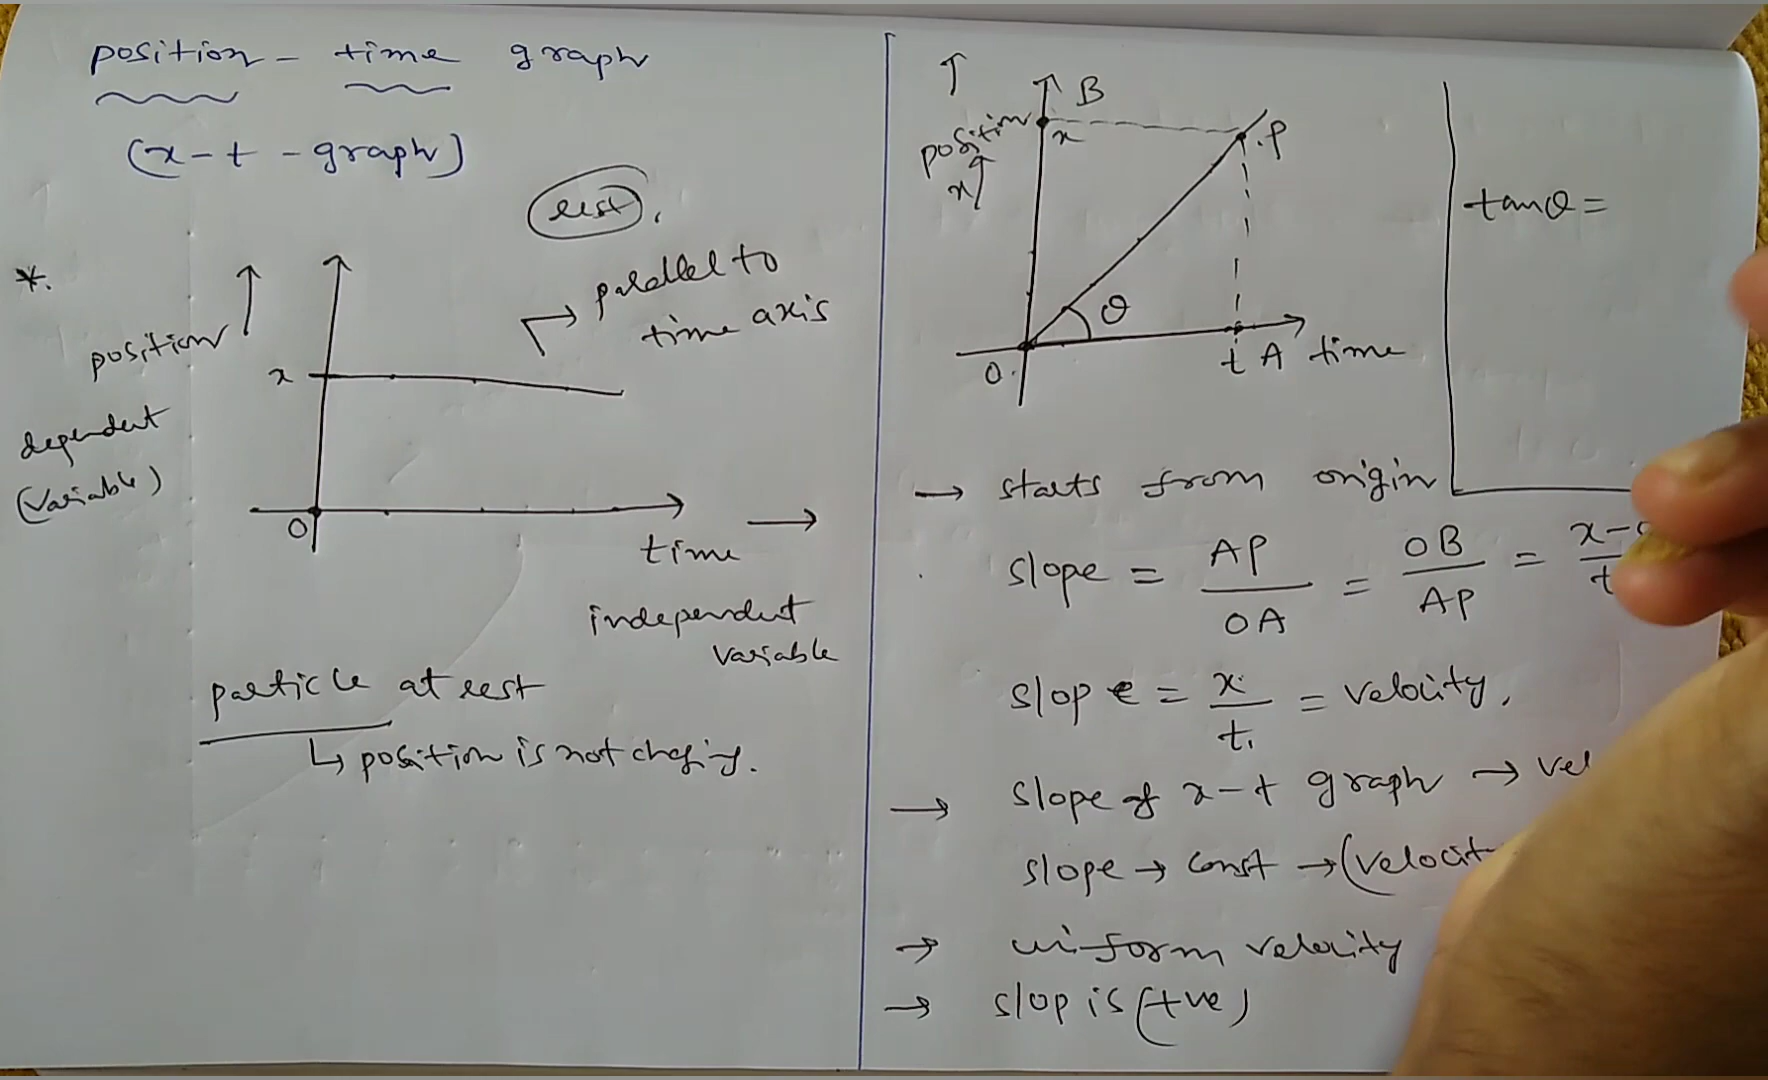 position - time graph
(x-t-graph)
rest.
*.
parallel to
time axis
position
x
dependent
(variable)
O
time
independent
variable
particle at rest
↳ position is not
B
position
x
x
P
θ
O
t A time
tanθ =
→ starts from origin
slope = AP/OA = OB/AP = x-
slope = x/t = velocity.
→ slope of x-t graph → vel
slope → const → (velocit
→ uniform velocity
→ slop is (+ve)